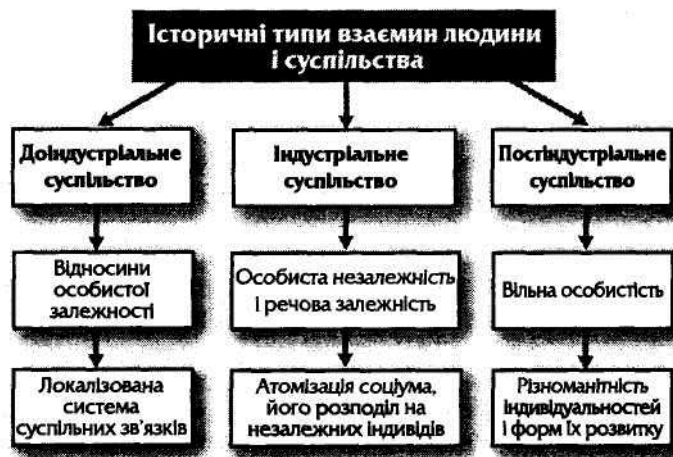 Історичні типи взаємин людини
і суспільства
Доіндустріальне
суспільство
Індустріальне
суспільство
Постіндустріальне
суспільство
Відносини
особистої
залежності
Особиста незалежність
і речова залежність
Вільна особистість
Локалізована
система
суспільних зв'язків
Атомізація соціума,
його розподіл на
незалежних індивідів
Різноманітність
індивідуальностей
і форм їх розвитку